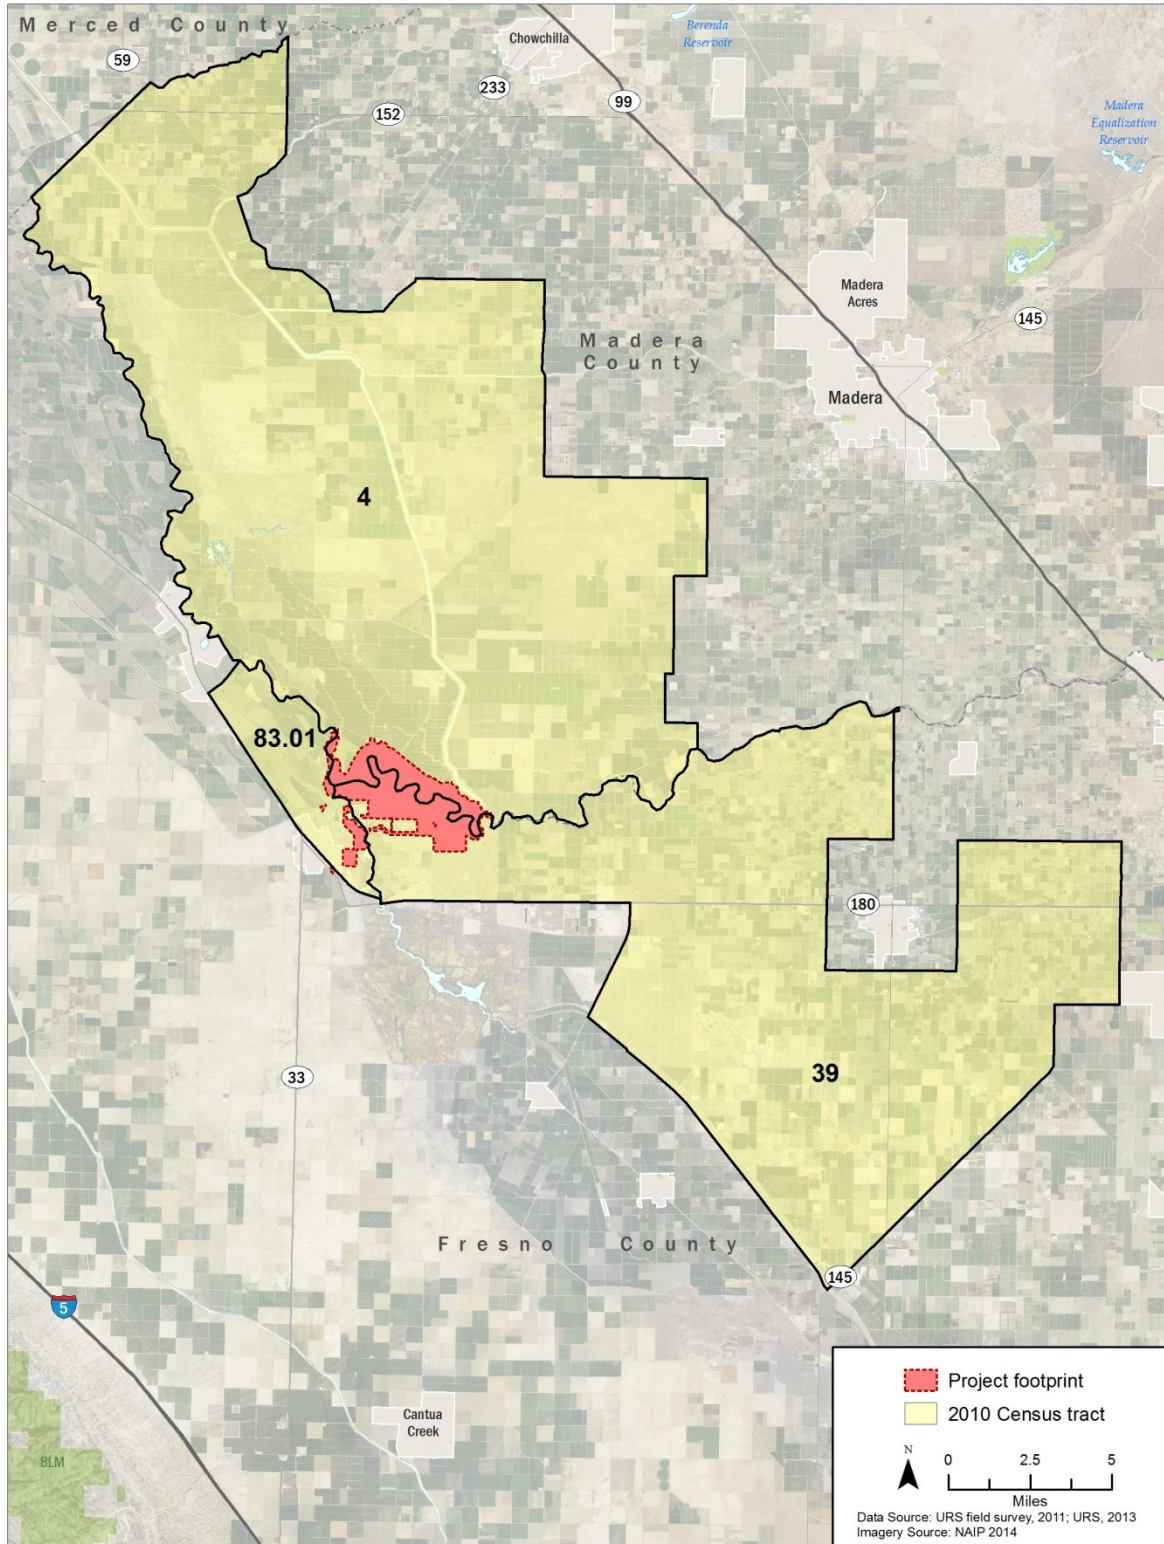 Merced County
59
Chowchilla
Berenda
Reservoir
233
99
152
Madera
Equalization
Reservoir
Madera
Acres
145
Madera
County
Madera
4
83.01
180
39
33
Fresno County
145
5
Cantua
Creek
BLM
Project footprint
2010 Census tract
N
0 2.5 5
Miles
Data Source: URS field survey, 2011; URS, 2013
Imagery Source: NAIP 2014